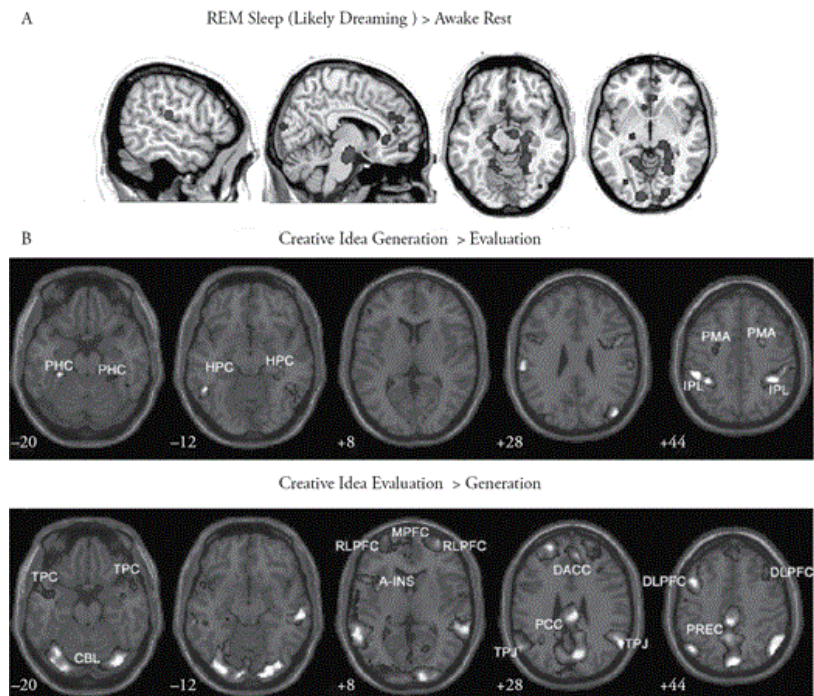 A REM Sleep (Likely Dreaming ) > Awake Rest
B Creative Idea Generation > Evaluation
PHC PHC HPC HPC PMA PMA
IPL IPL
−20 −12 +8 +28 +44
Creative Idea Evaluation > Generation
RLPFC MPFC RLPFC
TPC TPC A-INS DACC DLPFC DLPFC
PCC PREC
CBL TPJ TPJ
−20 −12 +8 +28 +44